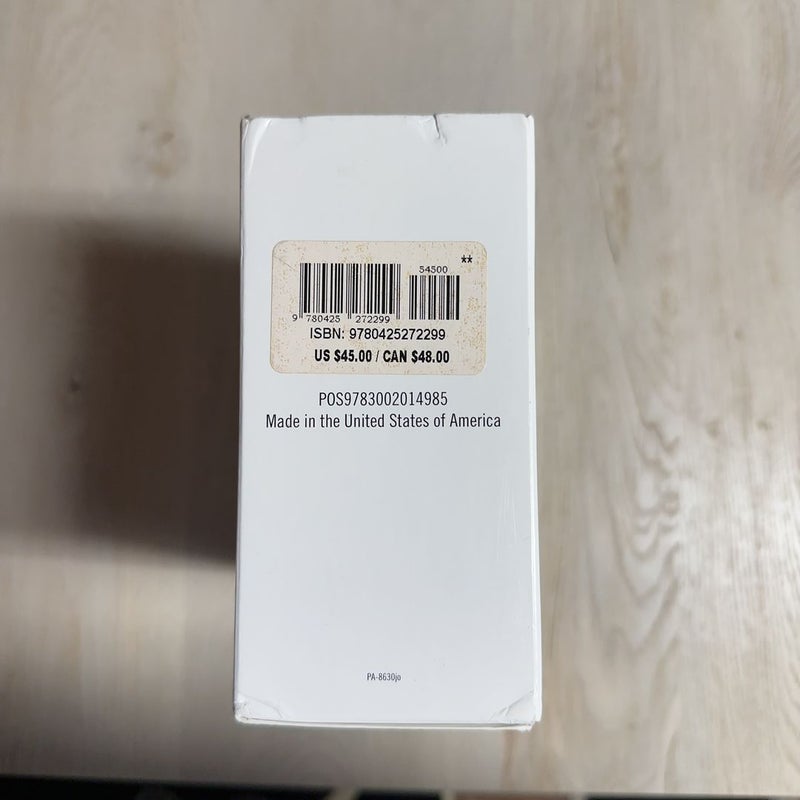 **
54500
9 780425 272299
ISBN: 9780425272299
US $45.00 / CAN $48.00
POS9783002014985
Made in the United States of America
PA-8630jo